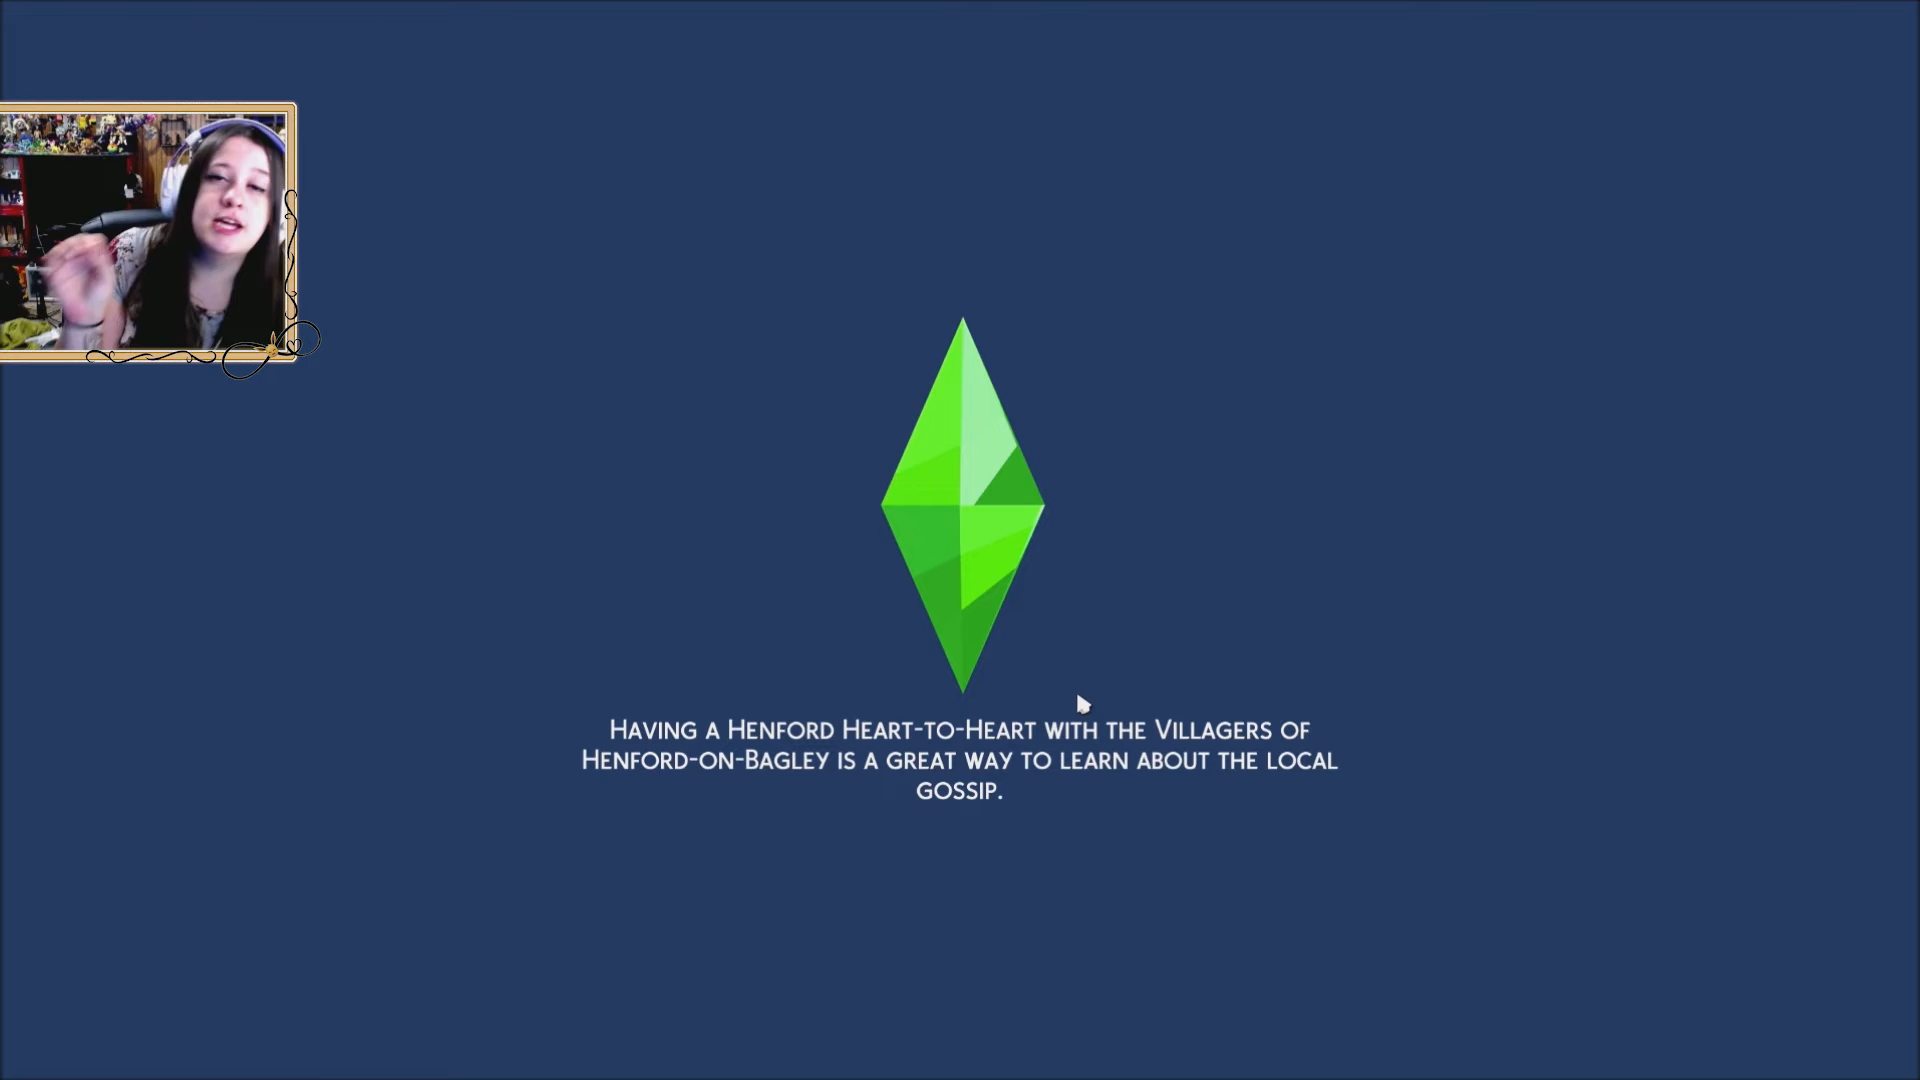 Having a Henford Heart-to-Heart with the Villagers of
Henford-on-Bagley is a great way to learn about the local
gossip.